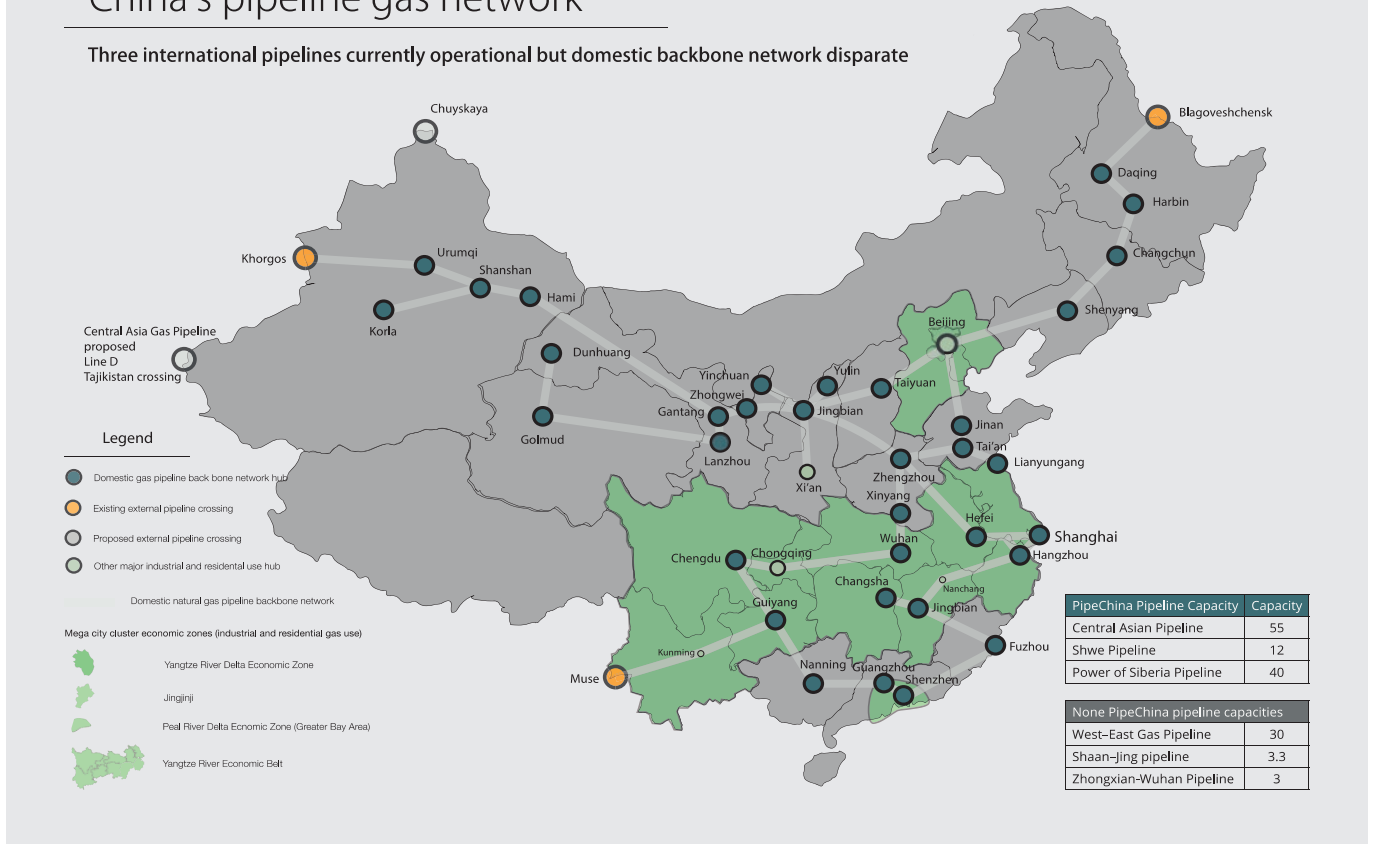 China's pipeline gas network
Three international pipelines currently operational but domestic backbone network disparate
Chuyskaya
Blagoveshchensk
Daqing
Harbin
Khorgos
Urumqi
Changchun
Shanshan
Hami
Korla
Shenyang
Beijing
Central Asia Gas Pipeline
proposed
Line D
Tajikistan crossing
Dunhuang
Yinchuan
Yulin
Taiyuan
Zhongwei
Gantang
Jingbian
Golmud
Jinan
Tai'an
Lanzhou
Lianyungang
Zhengzhou
Xi'an
Xinyang
Hefei
Shanghai
Wuhan
Hangzhou
Chengdu
Chongqing
Changsha
Nanchang
Guiyang
Jingbian
Kunming
Fuzhou
Muse
Nanning
Guangzhou
Shenzhen
Legend
Domestic gas pipeline back bone network hub
Existing external pipeline crossing
Proposed external pipeline crossing
Other major industrial and residental use hub
Domestic natural gas pipeline backbone network
Mega city cluster economic zones (industrial and residential gas use)
Yangtze River Delta Economic Zone
Jingjinji
Peal River Delta Ecnomic Zone (Greater Bay Area)
Yangtze River Economic Belt
PipeChina Pipeline Capacity Capacity
Central Asian Pipeline 55
Shwe Pipeline 12
Power of Siberia Pipeline 40
None PipeChina pipeline capacities
West–East Gas Pipeline 30
Shaan–Jing pipeline 3.3
Zhongxian-Wuhan Pipeline 3